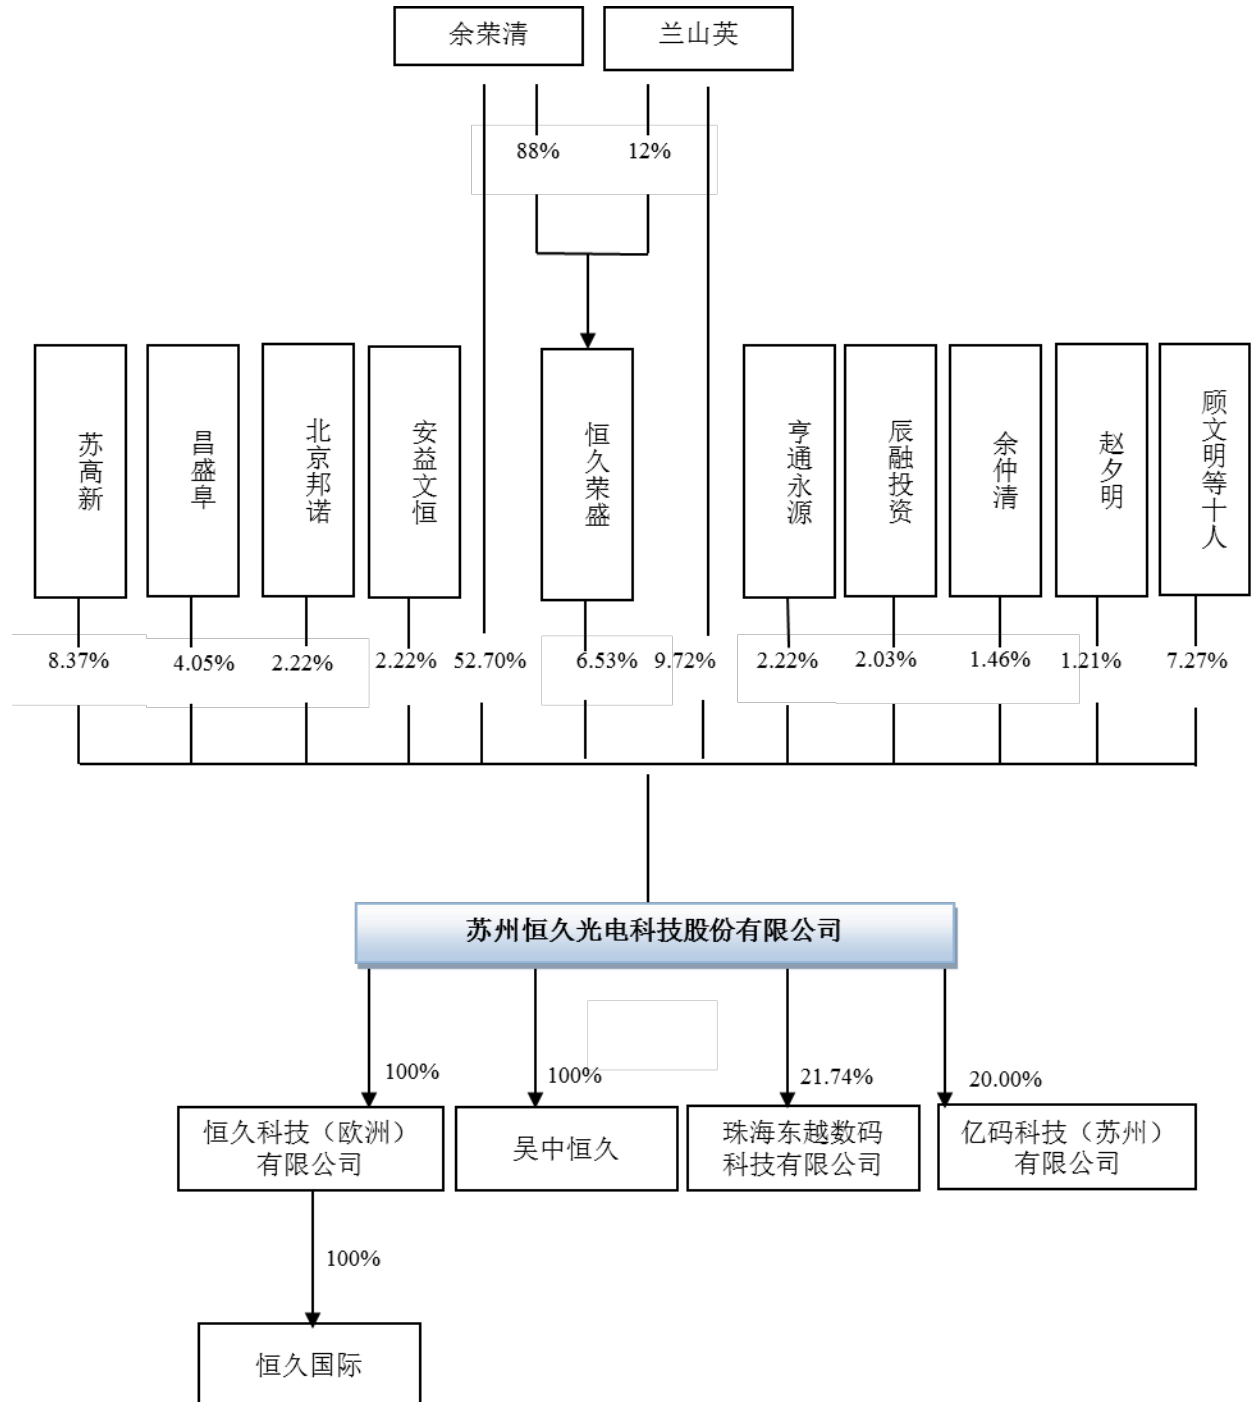 余荣清
兰山英
88%
12%
苏高新
昌盛阜
北京邦诺
安益文恒
恒久荣盛
亨通永源
辰融投资
余仲清
赵夕明
顾文明等十人
8.37%
4.05%
2.22%
2.22%
52.70%
6.53%
9.72%
2.22%
2.03%
1.46%
1.21%
7.27%
苏州恒久光电科技股份有限公司
100%
100%
21.74%
20.00%
恒久科技（欧洲）
有限公司
吴中恒久
珠海东越数码
科技有限公司
亿码科技（苏州）
有限公司
100%
恒久国际